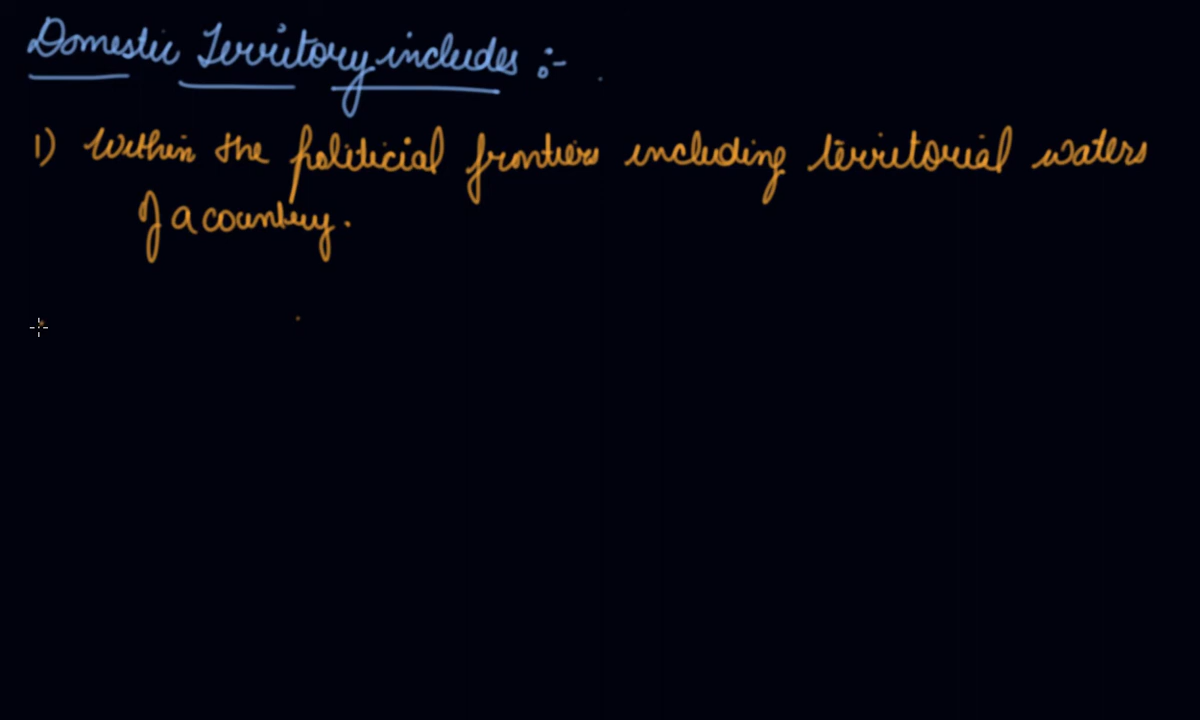 Domestic Territory includes :-
1) Within the politicial frontiers including territorial waters
of a country.